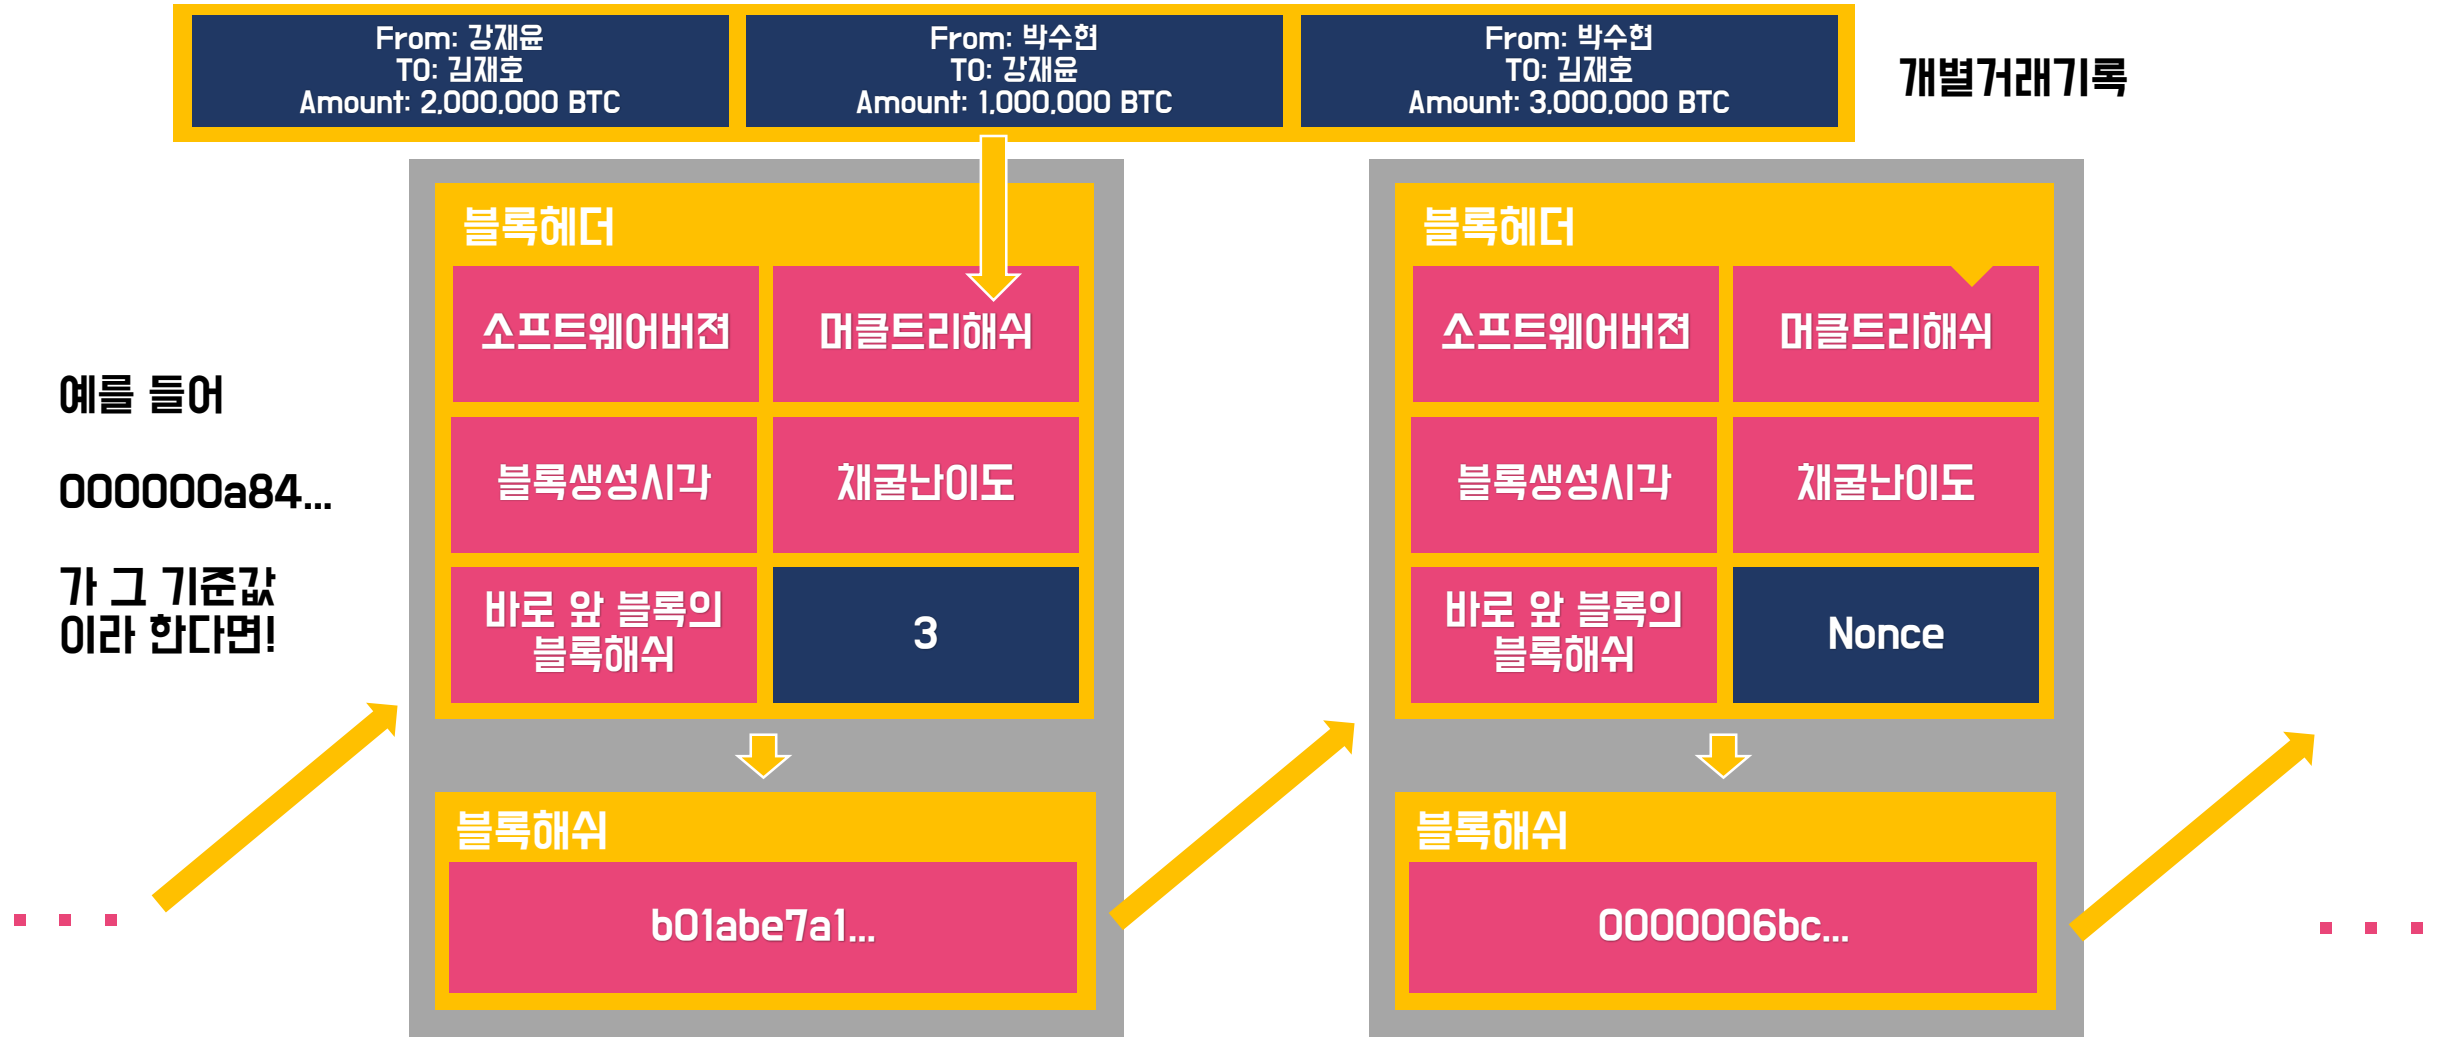 From: 강재윤
TO: 김재호
Amount: 2,000,000 BTC
From: 박수현
TO: 강재윤
Amount: 1,000,000 BTC
From: 박수현
TO: 김재호
Amount: 3,000,000 BTC
개별거래기록
예를 들어
000000a84...
가 그 기준값
이라 한다면!
블록헤더
소프트웨어버젼
머클트리해쉬
블록생성시각
채굴난이도
바로 앞 블록의
블록해쉬
3
블록해쉬
b01abe7a1...
블록헤더
소프트웨어버젼
머클트리해쉬
블록생성시각
채굴난이도
바로 앞 블록의
블록해쉬
Nonce
블록해쉬
0000006bc...